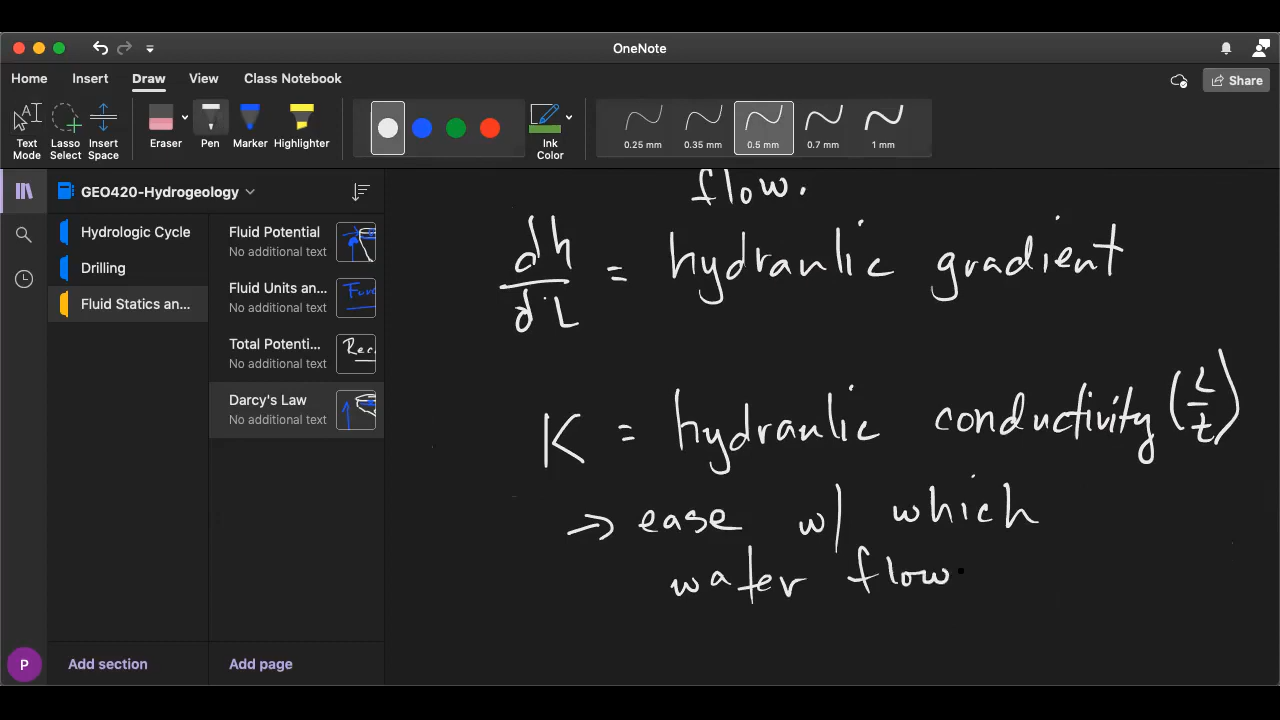 OneNote
Home Insert Draw View Class Notebook
Share
Text Mode
Lasso Select
Insert Space
Eraser
Pen
Marker
Highlighter
Ink Color
0.25 mm
0.35 mm
0.5 mm
0.7 mm
1 mm
GEO420-Hydrogeology
Hydrologic Cycle
Drilling
Fluid Statics an...
Fluid Potential
No additional text
Fluid Units an...
No additional text
Total Potenti...
No additional text
Rec
Darcy's Law
No additional text
P
Add section
Add page
flow.
dh/dL = hydraulic gradient
K = hydraulic conductivity (L/t)
→ ease w/ which
water flow